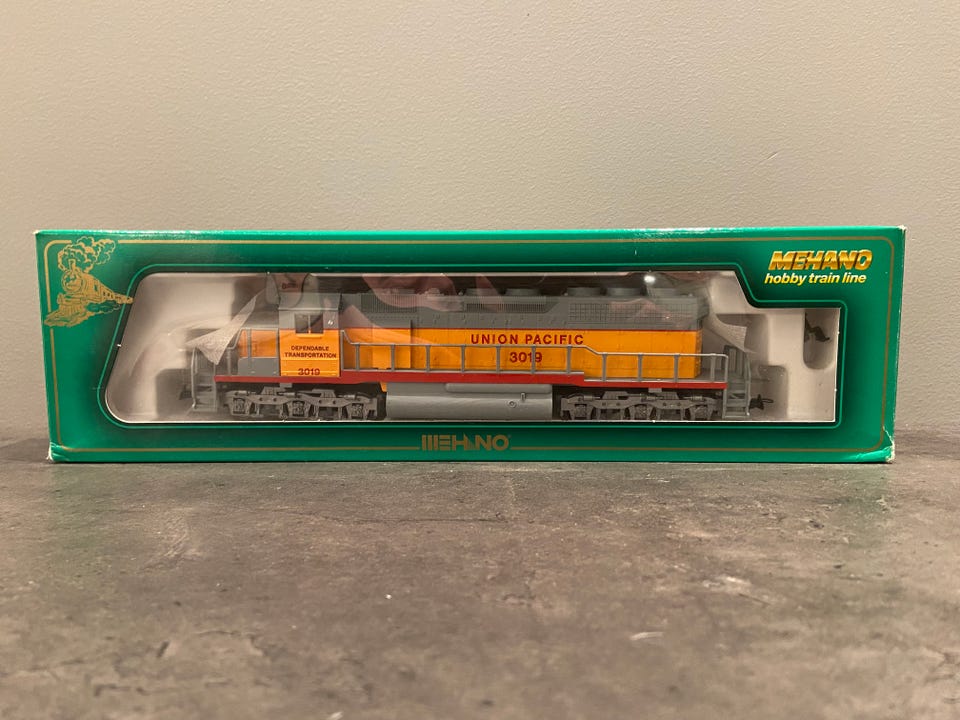 MEHANO
hobby train line
UNION PACIFIC
3019
DEPENDABLE
TRANSPORTATION
3019
MEHANO®